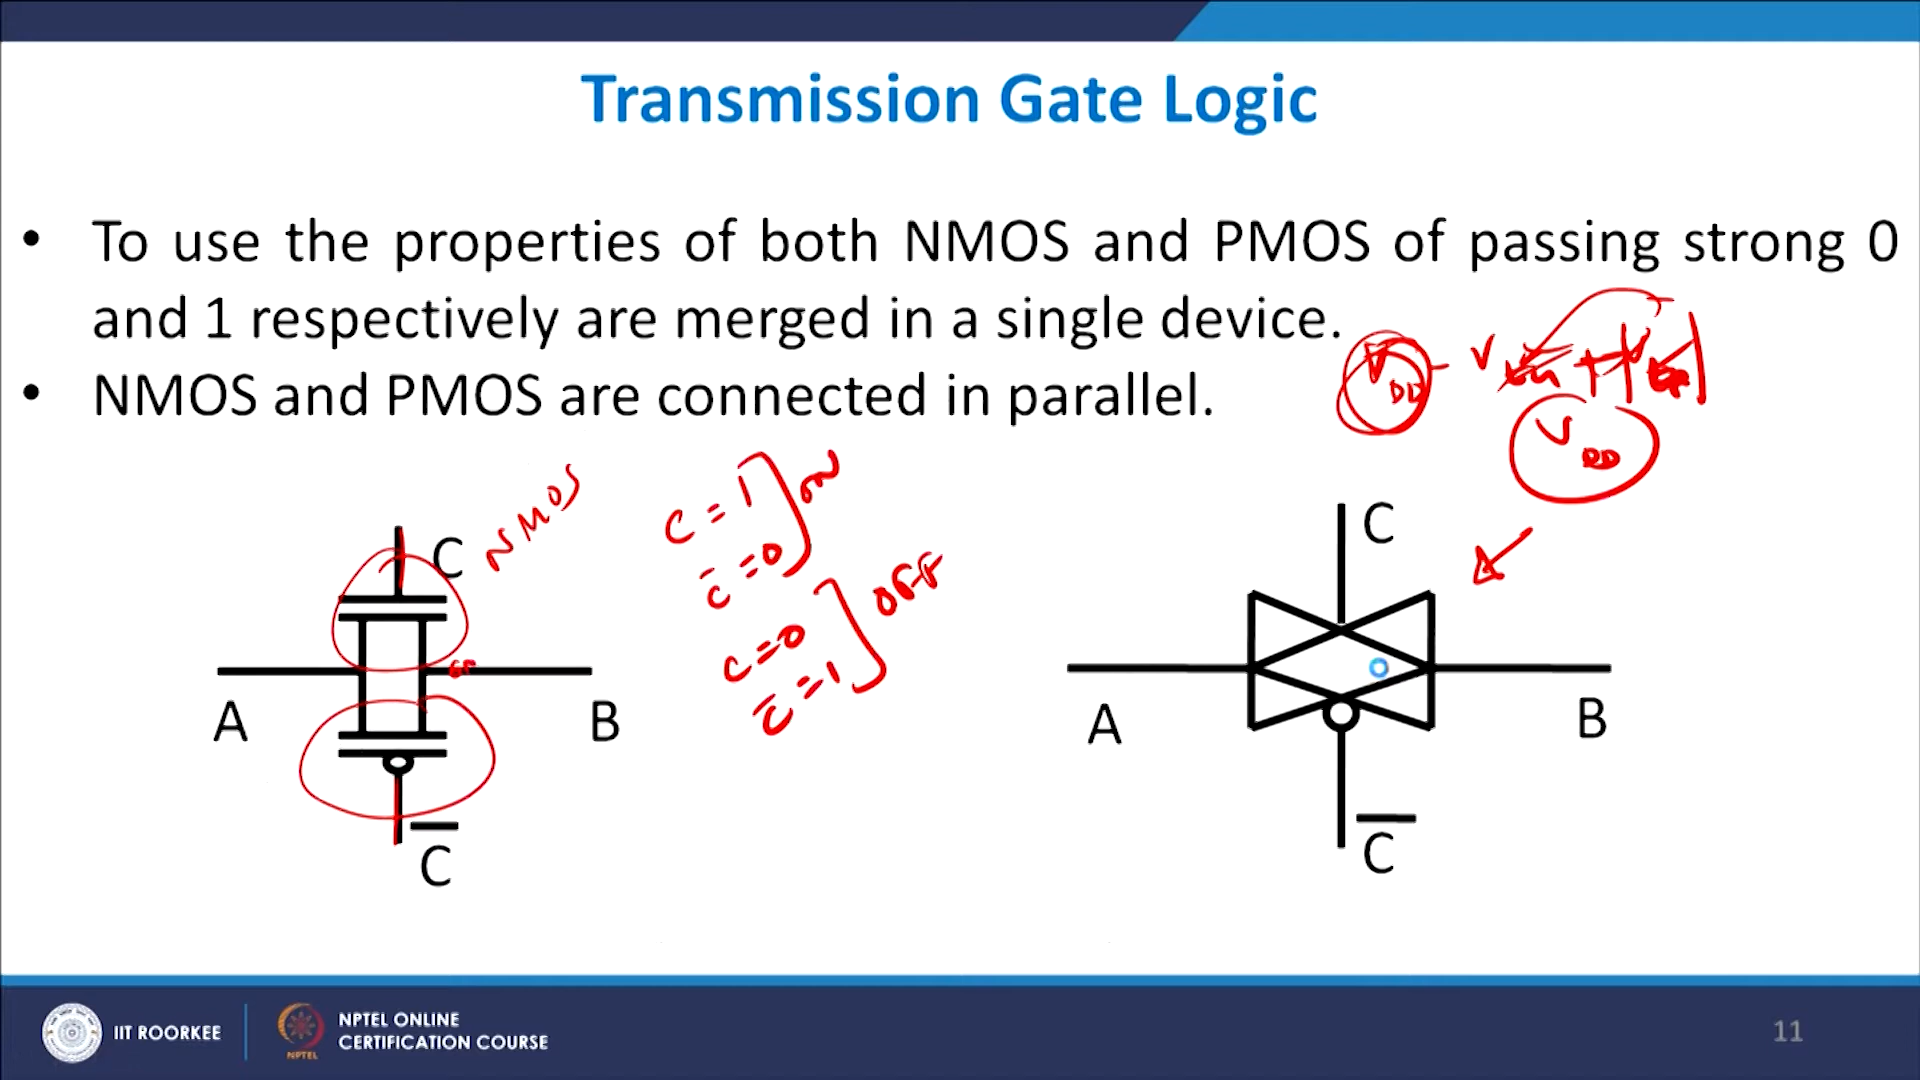 Transmission Gate Logic
• To use the properties of both NMOS and PMOS of passing strong 0
and 1 respectively are merged in a single device.
• NMOS and PMOS are connected in parallel.
V DD - V
V DD
C NMOS
C = 1
C̅ = 0 ] ON
C = 0
C̅ = 1 ] OFF
A B
C̅
C
A B
C̅
IIT ROORKEE
NPTEL
NPTEL ONLINE
CERTIFICATION COURSE
11